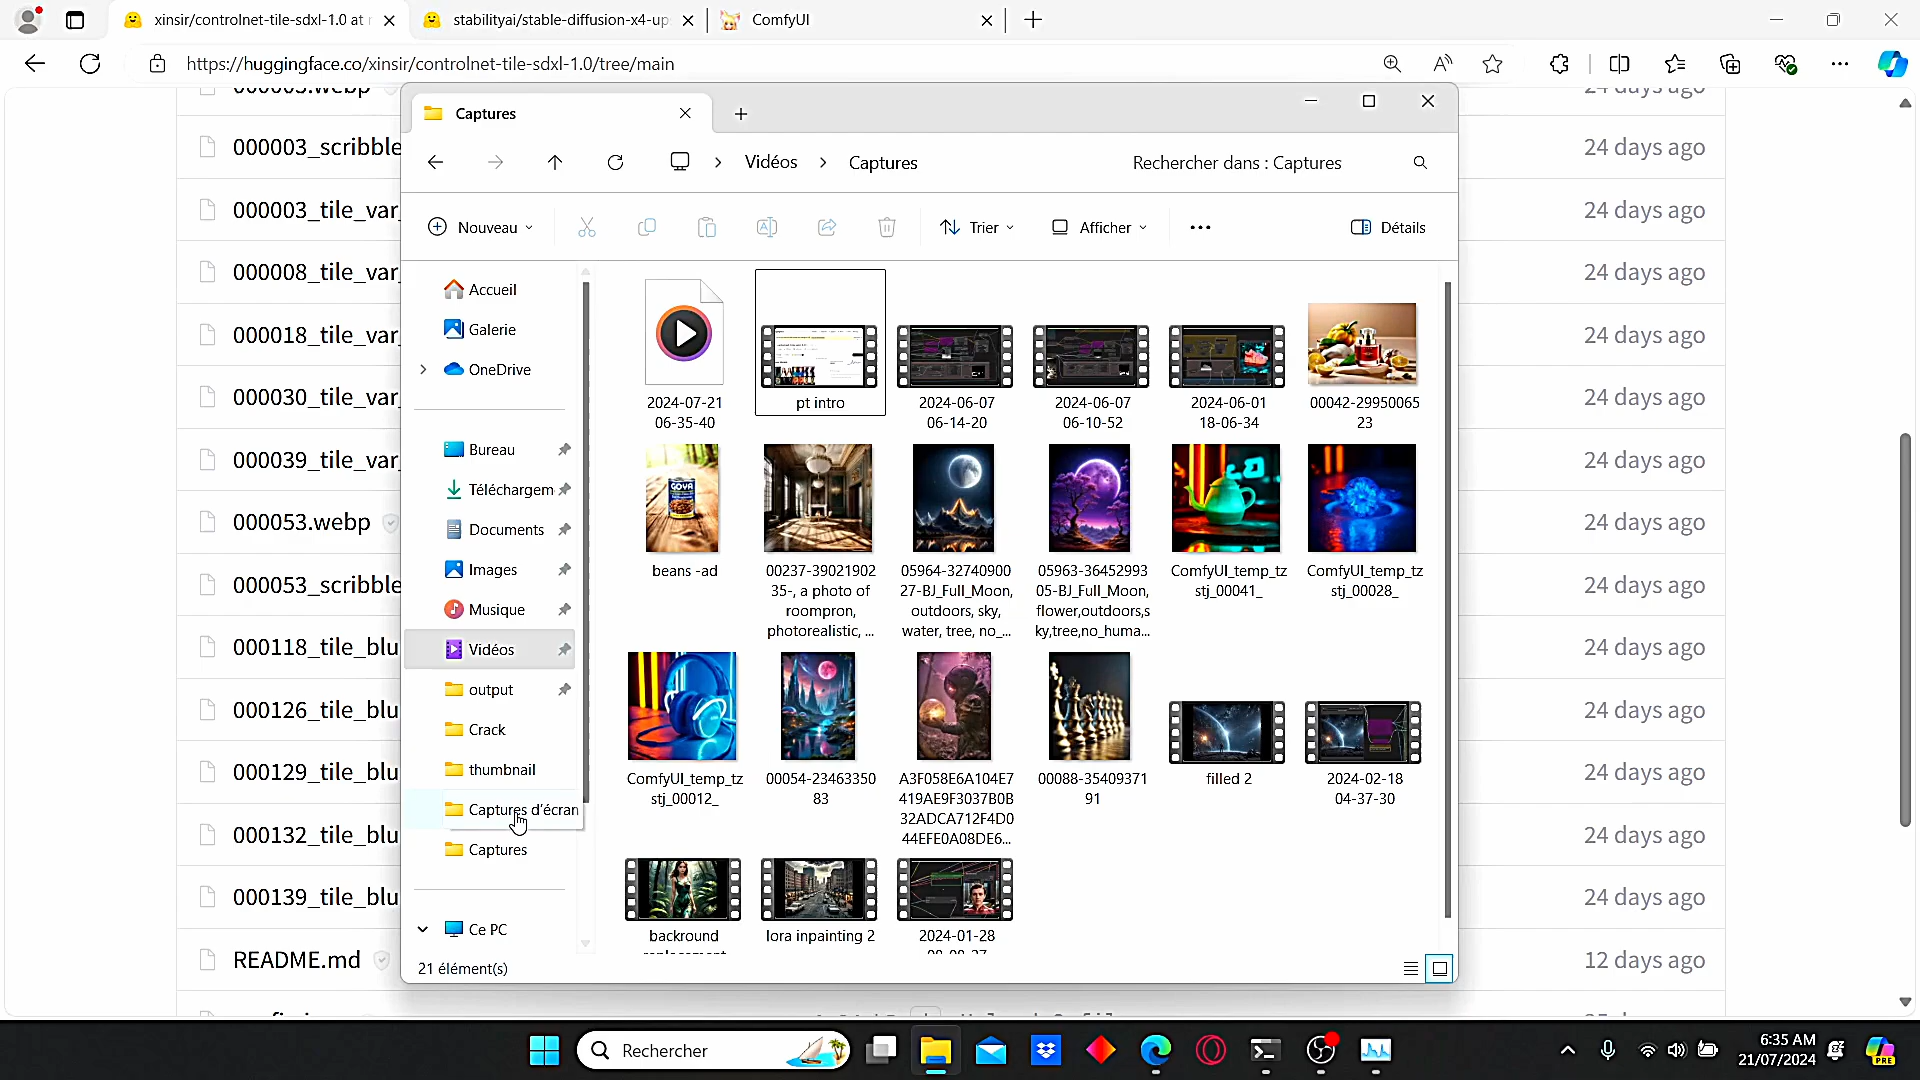 xinsir/controlnet-tile-sdxl-1.0 at
stabilityai/stable-diffusion-x4-up
ComfyUI
https://huggingface.co/xinsir/controlnet-tile-sdxl-1.0/tree/main
Captures
Vidéos
Captures
Rechercher dans : Captures
Nouveau
Trier
Afficher
Détails
000003.webp
000003_scribble
24 days ago
000003_tile_var_
24 days ago
000008_tile_var_
24 days ago
000018_tile_var_
24 days ago
000030_tile_var_
24 days ago
000039_tile_var_
24 days ago
000053.webp
24 days ago
000053_scribble
24 days ago
000118_tile_blu
24 days ago
000126_tile_blu
24 days ago
000129_tile_blu
24 days ago
000132_tile_blu
24 days ago
000139_tile_blu
24 days ago
README.md
12 days ago
Accueil
Galerie
OneDrive
Bureau
Téléchargem
Documents
Images
Musique
Vidéos
output
Crack
thumbnail
Captures d'écran
Captures
Ce PC
21 élément(s)
2024-07-21
06-35-40
pt intro
2024-06-07
06-14-20
2024-06-07
06-10-52
2024-06-01
18-06-34
00042-29950065
23
GOYA
beans -ad
00237-39021902
35-, a photo of
roompron,
photorealistic, ...
05964-32740900
27-BJ_Full_Moon,
outdoors, sky,
water, tree, no_...
05963-36452993
05-BJ_Full_Moon,
flower,outdoors,s
ky,tree,no_huma...
ComfyUI_temp_tz
stj_00041_
ComfyUI_temp_tz
stj_00028_
ComfyUI_temp_tz
stj_00012_
00054-23463350
83
A3F058E6A104E7
419AE9F3037B0B
32ADCA712F4D0
44EFE0A08DE6...
00088-35409371
91
filled 2
2024-02-18
04-37-30
backround
lora inpainting 2
2024-01-28
Rechercher
6:35 AM
21/07/2024
PRE